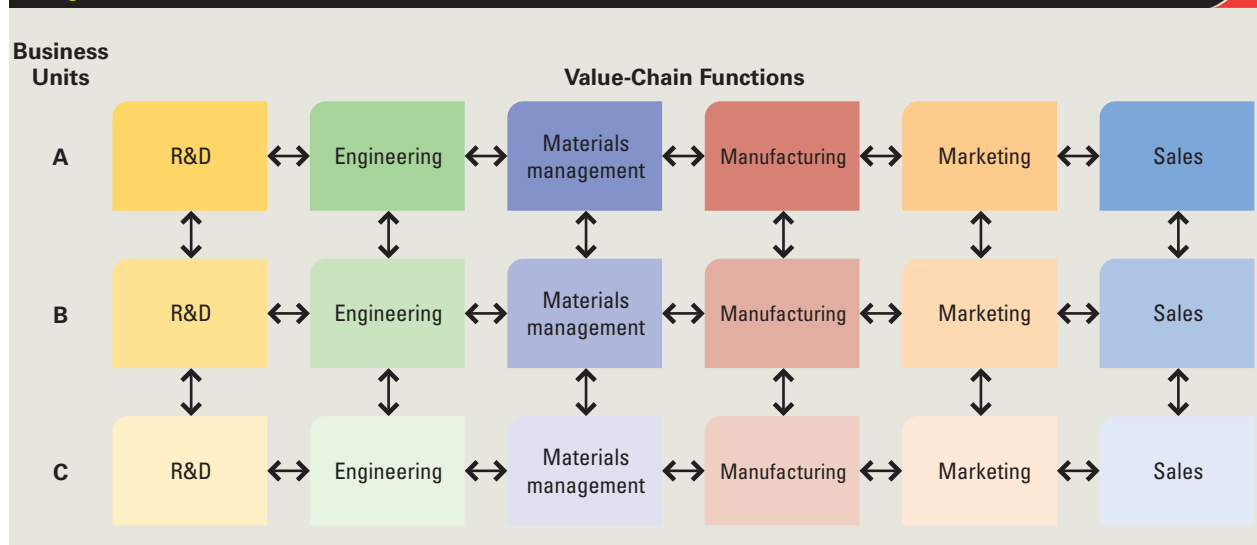 Business
Units
Value-Chain Functions
A
R&D
Engineering
Materials
management
Manufacturing
Marketing
Sales
B
R&D
Engineering
Materials
management
Manufacturing
Marketing
Sales
C
R&D
Engineering
Materials
management
Manufacturing
Marketing
Sales